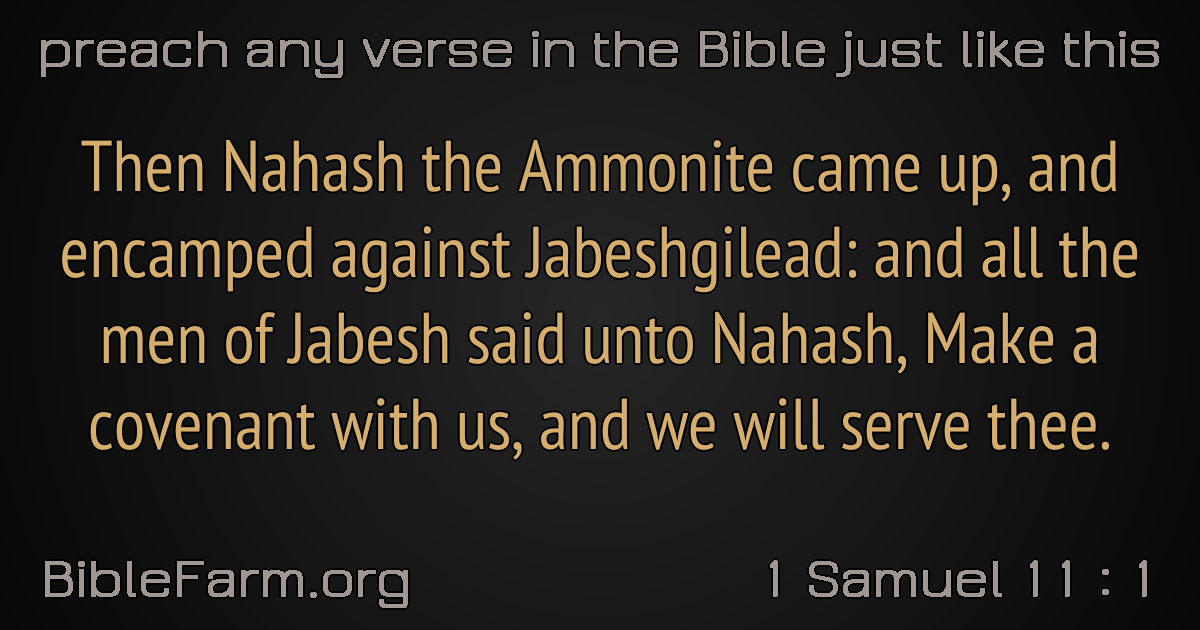 preach any verse in the Bible just like this
Then Nahash the Ammonite came up, and
encamped against Jabeshgilead: and all the
men of Jabesh said unto Nahash, Make a
covenant with us, and we will serve thee.
BibleFarm.org
1 Samuel 11 : 1